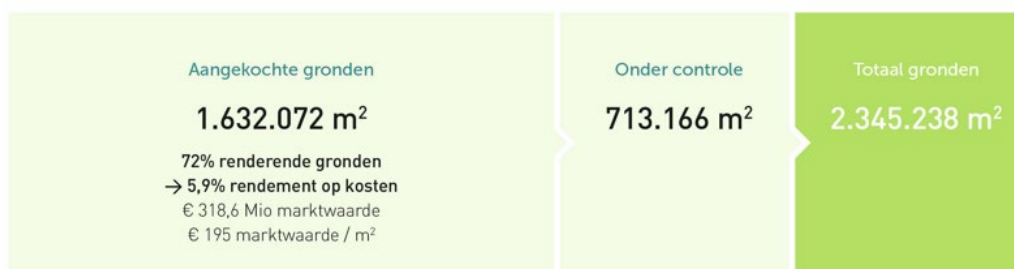 Aangekochte gronden
1.632.072 m²
72% renderende gronden
→ 5,9% rendement op kosten
€ 318,6 Mio marktwaarde
€ 195 marktwaarde / m²
Onder controle
713.166 m²
Totaal gronden
2.345.238 m²